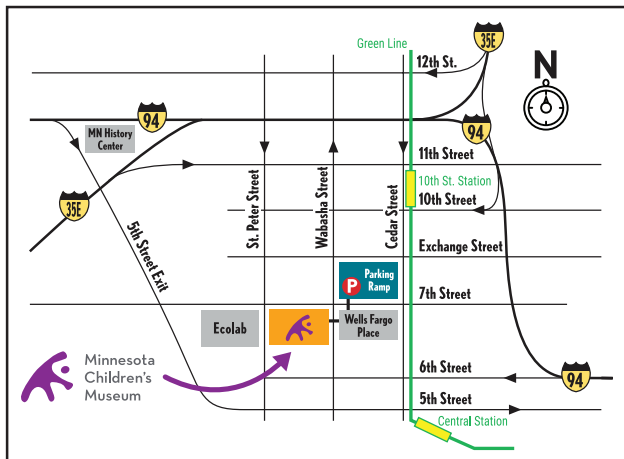 Green Line
35E
12th St.
N
94
MN History
Center
94
11th Street
10th St. Station
10th Street
35E
St. Peter Street
Wabasha Street
Cedar Street
5th Street Exit
Exchange Street
P
Parking
Ramp
7th Street
Ecolab
Wells Fargo
Place
Minnesota
Children's
Museum
6th Street
94
5th Street
Central Station